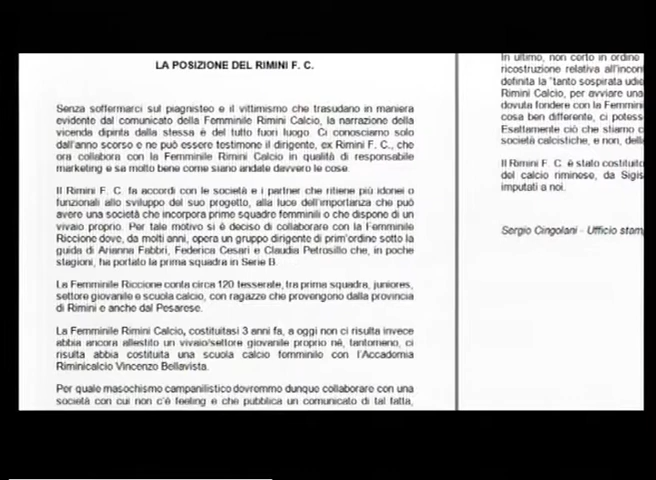 LA POSIZIONE DEL RIMINI F. C.
Senza soffermarci sul piagnisteo e il vittimismo che trasudano in maniera
evidente dal comunicato della Femminile Rimini Calcio, la narrazione della
vicenda dipinta dalla stessa è del tutto fuori luogo. Ci conosciamo solo
dall'anno scorso e ne può essere testimone il dirigente, ex Rimini F. C., che
ora collabora con la Femminile Rimini Calcio in qualità di responsabile
marketing e sa molto bene come siano andate davvero le cose.
Il Rimini F. C. fa accordi con le società e i partner che ritiene più idonei o
funzionali allo sviluppo del suo progetto, alla luce dell'importanza che può
avere una società che incorpora prime squadre femminili o che dispone di un
vivaio proprio. Per tale motivo si è deciso di collaborare con la Femminile
Riccione dove, da molti anni, opera un gruppo dirigente di prim'ordine sotto la
guida di Arianna Fabbri, Federica Cesari e Claudia Petrosillo che, in poche
stagioni, ha portato la prima squadra in Serie B.
La Femminile Riccione conta circa 120 tesserate, tra prima squadra, juniores,
settore giovanile e scuola calcio, con ragazze che provengono dalla provincia
di Rimini e anche dal Pesarese.
La Femminile Rimini Calcio, costituitasi 3 anni fa, a oggi non ci risulta invece
abbia ancora allestito un vivaio/settore giovanile proprio né, tantomeno, ci
risulta abbia costituita una scuola calcio femminile con l'Accademia
Riminicalcio Vincenzo Bellavista.
Per quale masochismo campanilistico dovremmo dunque collaborare con una
società con cui non c'è feeling e che pubblica un comunicato di tal fatta,
In ultimo, non certo in ordine
ricostruzione relativa all'incon
definita la "tanto sospirata udie
Rimini Calcio, per avviare una
dovuta fondere con la Femmini
cosa ben differente, ci potess
Esattamente ciò che stiamo c
società calcistiche, e non, dell
Il Rimini F. C. è stato costituito
del calcio riminese, da Sigis
imputati a noi.
Sergio Cingolani - Ufficio stam